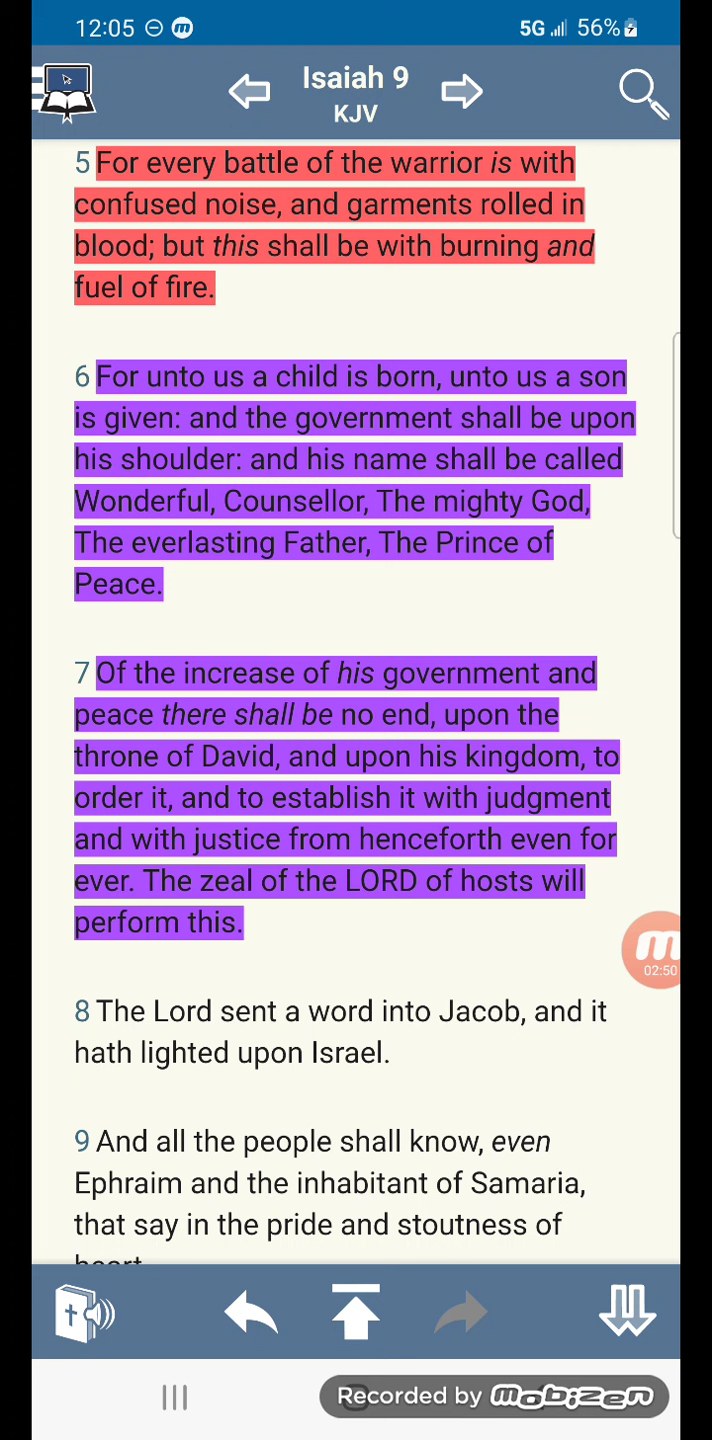 12:05
5G 56%
Isaiah 9
KJV
5 For every battle of the warrior is with
confused noise, and garments rolled in
blood; but this shall be with burning and
fuel of fire.
6 For unto us a child is born, unto us a son
is given: and the government shall be upon
his shoulder: and his name shall be called
Wonderful, Counsellor, The mighty God,
The everlasting Father, The Prince of
Peace.
7 Of the increase of his government and
peace there shall be no end, upon the
throne of David, and upon his kingdom, to
order it, and to establish it with judgment
and with justice from henceforth even for
ever. The zeal of the LORD of hosts will
perform this.
m
02:50
8 The Lord sent a word into Jacob, and it
hath lighted upon Israel.
9 And all the people shall know, even
Ephraim and the inhabitant of Samaria,
that say in the pride and stoutness of
heart
Recorded by mobizen